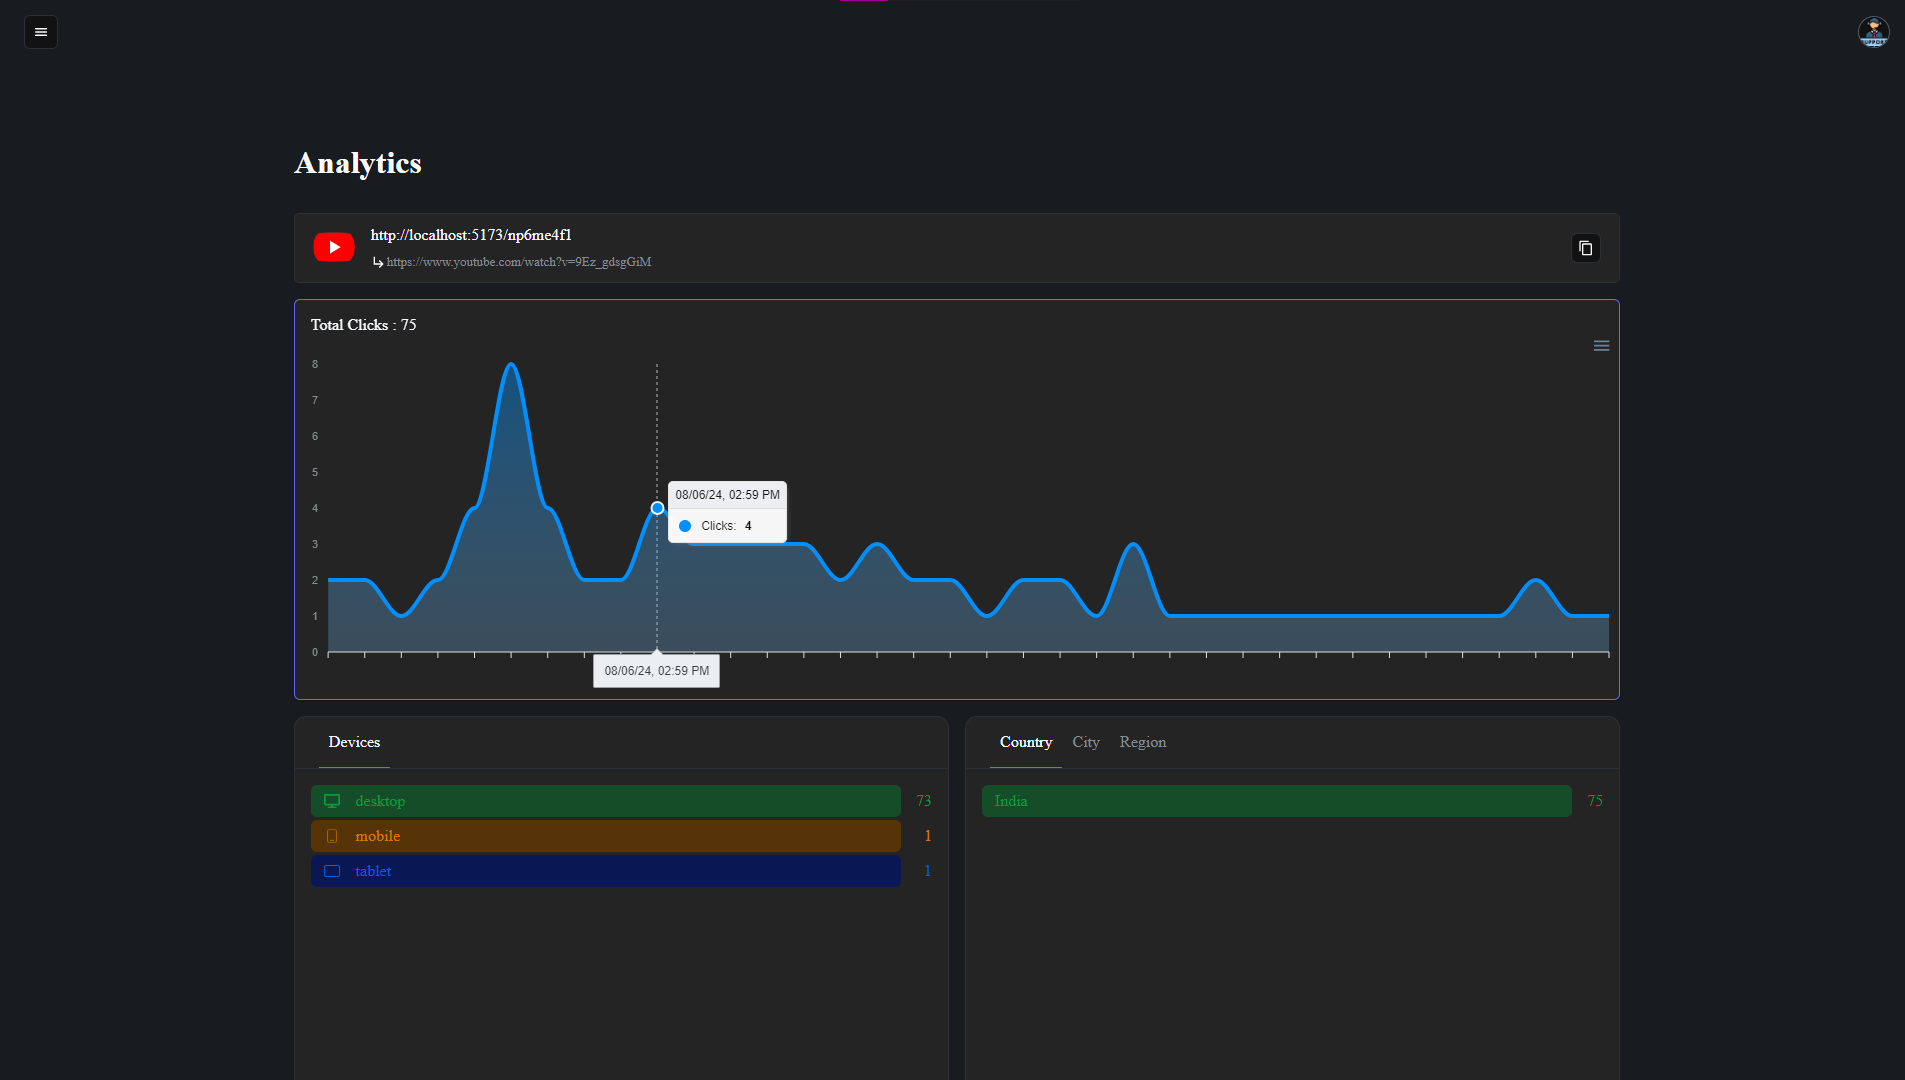 Analytics
http://localhost:5173/np6me4f1
https://www.youtube.com/watch?v=9Ez_gdsgGiM
Total Clicks : 75
8
7
6
5
4
3
2
1
0
08/06/24, 02:59 PM
Clicks: 4
08/06/24, 02:59 PM
Devices
desktop 73
mobile 1
tablet 1
Country City Region
India 75